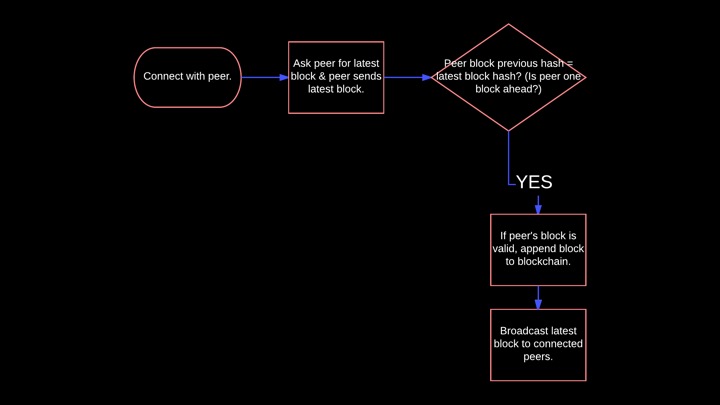 Connect with peer.
Ask peer for latest
block & peer sends
latest block.
Peer block previous hash =
latest block hash? (Is peer one
block ahead?)
YES
If peer's block is
valid, append block
to blockchain.
Broadcast latest
block to connected
peers.